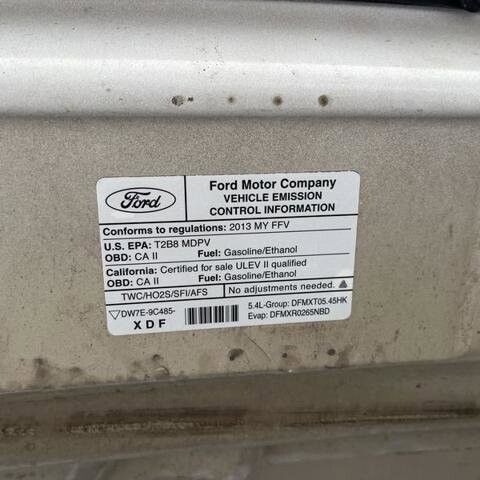 Ford
Ford Motor Company
VEHICLE EMISSION
CONTROL INFORMATION
Conforms to regulations: 2013 MY FFV
U.S. EPA: T2B8 MDPV
OBD: CA II Fuel: Gasoline/Ethanol
California: Certified for sale ULEV II qualified
OBD: CA II Fuel: Gasoline/Ethanol
TWC/HO2S/SFI/AFS No adjustments needed.
DW7E-9C485-
XDF
5.4L-Group: DFMXT05.45HK
Evap: DFMXR0265NBD